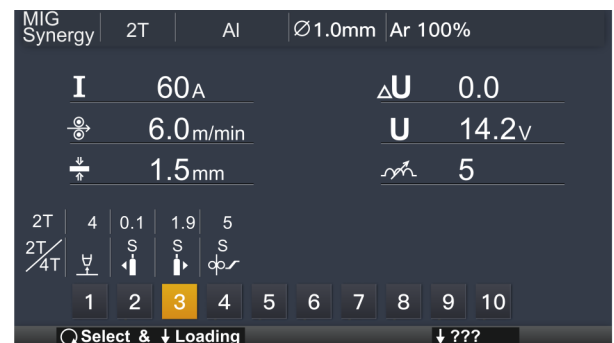 MIG
Synergy 2T Al Ø1.0mm Ar 100%
I 60A △U 0.0
6.0m/min U 14.2V
1.5mm 5
2T 4 0.1 1.9 5
2T/4T S S S
1 2 3 4 5 6 7 8 9 10
Select & ↓Loading ↓???